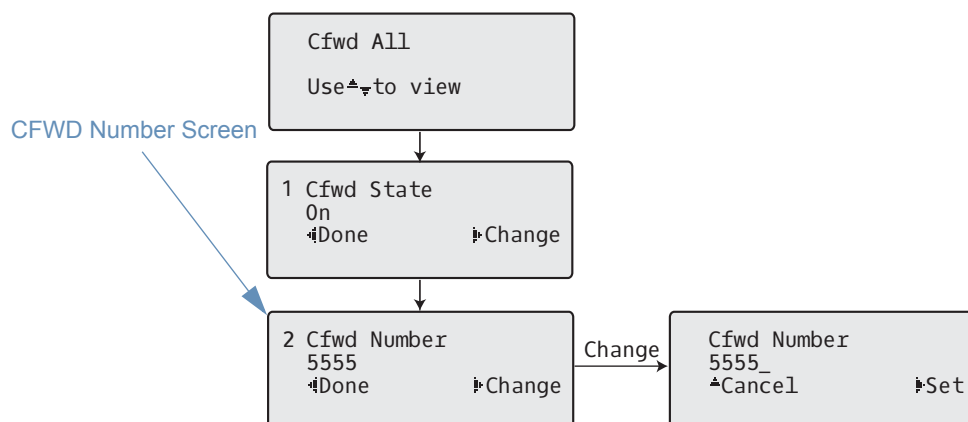 Cfwd All
Use to view
CFWD Number Screen
1 Cfwd State
On
Done Change
2 Cfwd Number
5555
Done Change
Change
Cfwd Number
5555_
Cancel Set